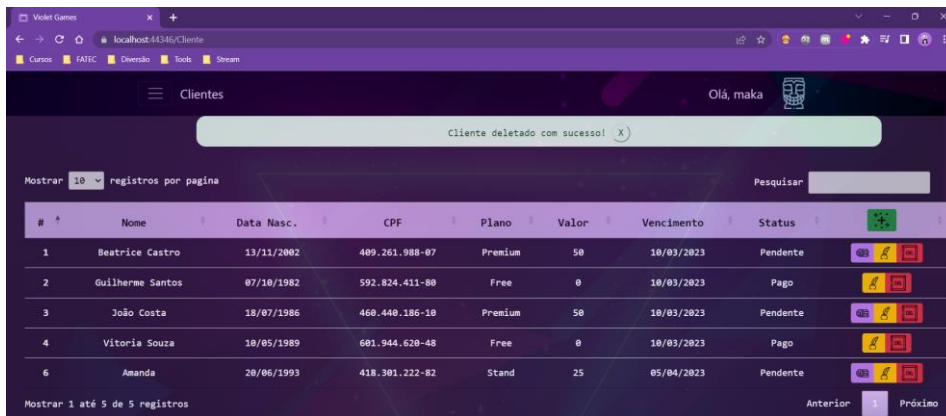 Violet Games
localhost:44346/Cliente
Cursos FATEC Diversão Tools Stream
Clientes Olá, maka
Cliente deletado com sucesso! X
Mostrar 10 registros por pagina Pesquisar
# Nome Data Nasc. CPF Plano Valor Vencimento Status
1 Beatrice Castro 13/11/2002 409.261.988-07 Premium 50 10/03/2023 Pendente
2 Guilherme Santos 07/10/1982 592.824.411-80 Free 0 10/03/2023 Pago
3 João Costa 18/07/1986 460.440.186-10 Premium 50 10/03/2023 Pendente
4 Vitoria Souza 10/05/1989 601.944.620-48 Free 0 10/03/2023 Pago
6 Amanda 20/06/1993 418.301.222-82 Stand 25 05/04/2023 Pendente
Mostrar 1 até 5 de 5 registros Anterior 1 Próximo